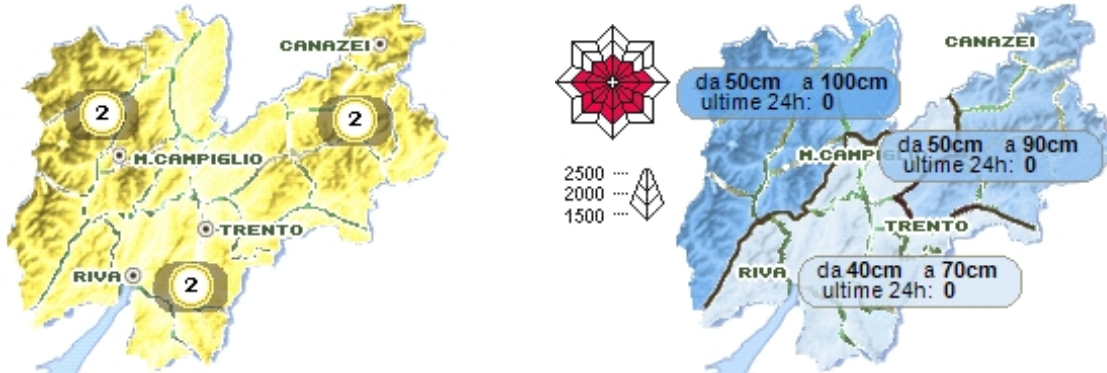 CANAZEI
2
2
M.CAMPIGLIO
TRENTO
RIVA
2
CANAZEI
da 50cm a 100cm
ultime 24h: 0
da 50cm a 90cm
ultime 24h: 0
M.CAMPIG
2500
2000
1500
TRENTO
RIVA
da 40cm a 70cm
ultime 24h: 0